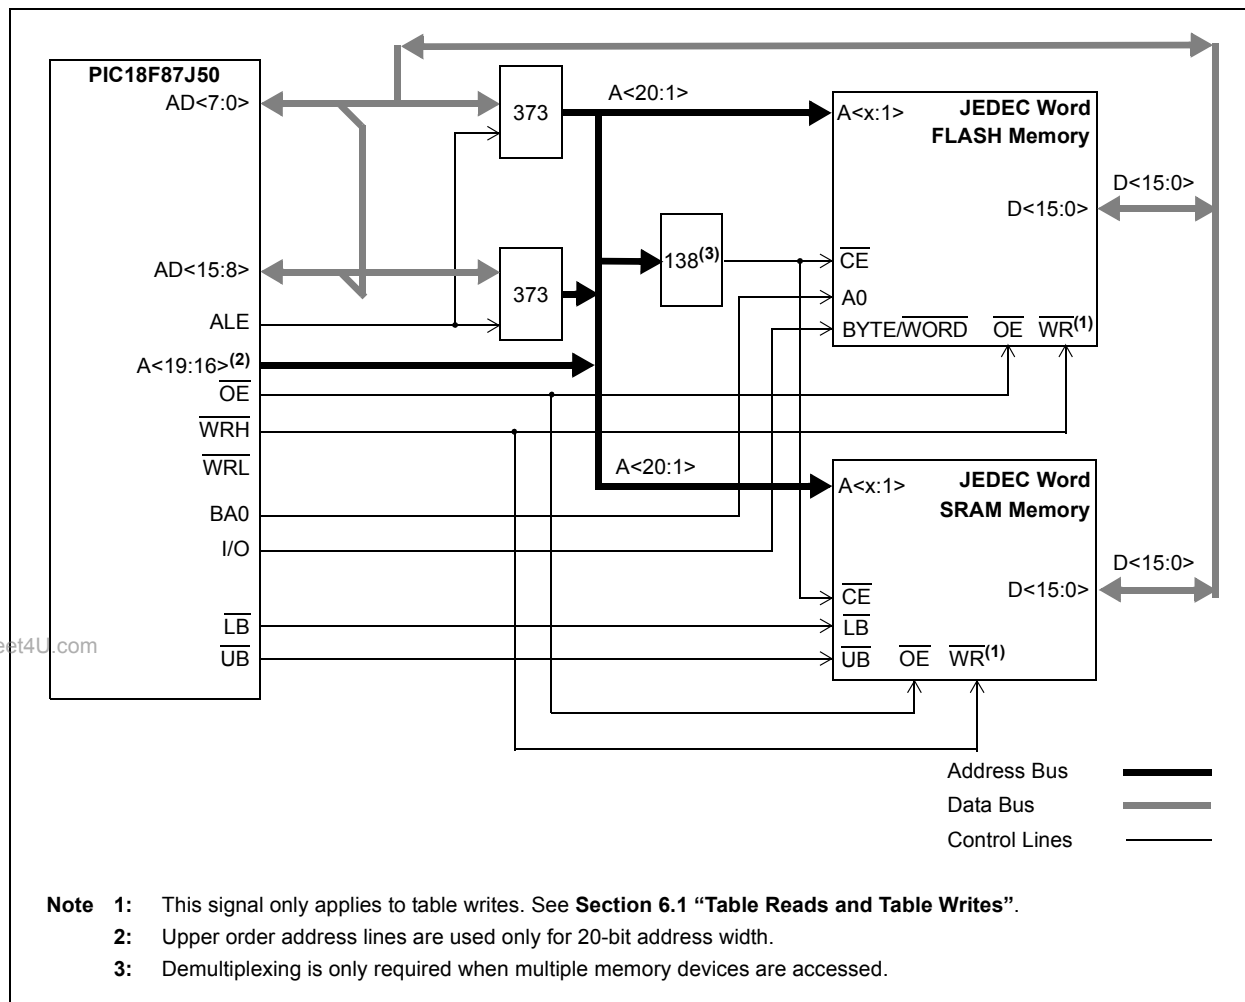 PIC18F87J50
AD<7:0>
AD<15:8>
ALE
A<19:16>(2)
OE
WRH
WRL
BA0
I/O
LB
UB
373
373
138(3)
A<20:1>
A<20:1>
JEDEC Word
FLASH Memory
A<x:1>
D<15:0>
CE
A0
BYTE/WORD OE WR(1)
D<15:0>
JEDEC Word
SRAM Memory
A<x:1>
D<15:0>
CE
LB
UB OE WR(1)
D<15:0>
eet4U.com
Address Bus
Data Bus
Control Lines
Note 1: This signal only applies to table writes. See Section 6.1 “Table Reads and Table Writes”.
2: Upper order address lines are used only for 20-bit address width.
3: Demultiplexing is only required when multiple memory devices are accessed.